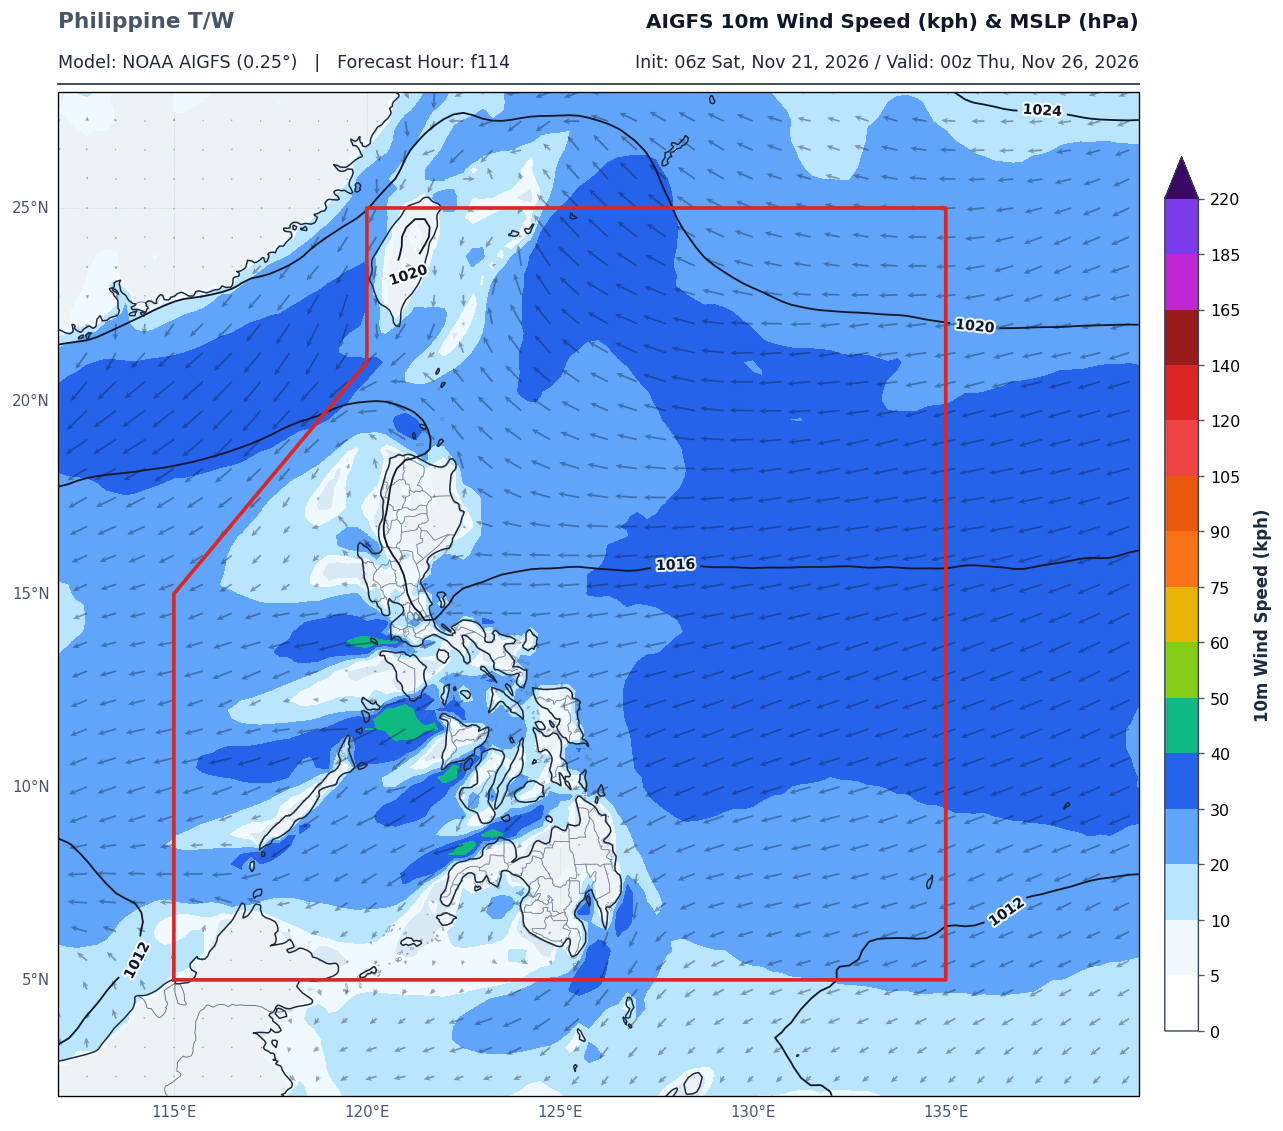 Philippine T/W
AIGFS 10m Wind Speed (kph) & MSLP (hPa)
Model: NOAA AIGFS (0.25°)   |   Forecast Hour: f114
Init: 06z Sat, Nov 21, 2026 / Valid: 00z Thu, Nov 26, 2026
1024
1020
1020
1016
1012
1012
25°N
20°N
15°N
10°N
5°N
115°E
120°E
125°E
130°E
135°E
220
185
165
140
120
105
90
75
60
50
40
30
20
10
5
0
10m Wind Speed (kph)